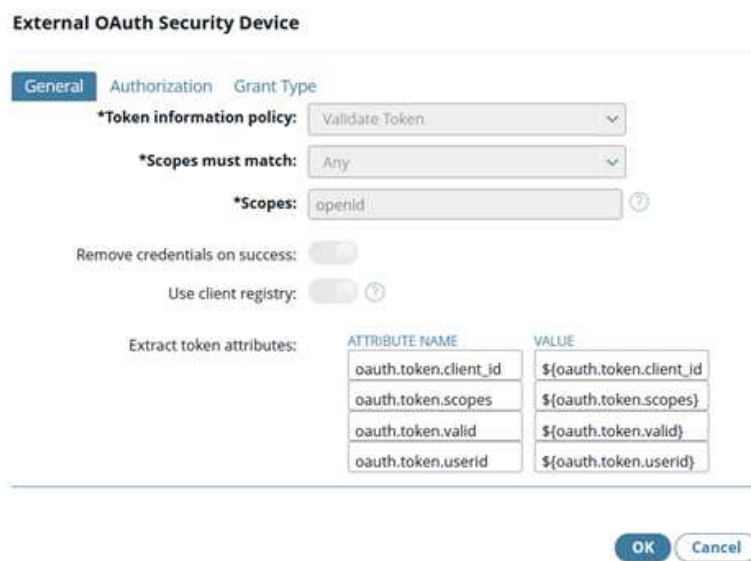 External OAuth Security Device
General Authorization Grant Type
*Token information policy: Validate Token
*Scopes must match: Any
*Scopes: openid ?
Remove credentials on success:
Use client registry: ?
Extract token attributes: ATTRIBUTE NAME VALUE
oauth.token.client_id ${oauth.token.client_id
oauth.token.scopes ${oauth.token.scopes}
oauth.token.valid ${oauth.token.valid}
oauth.token.userid ${oauth.token.userid}
OK Cancel